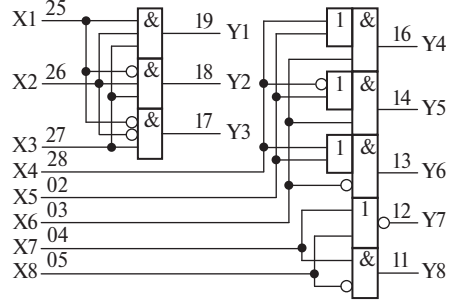 X1 25 & 19 Y1
X2 26 & 18 Y2
X3 27 & 17 Y3
X4 28
X5 02
X6 03
X7 04
X8 05
1 & 16 Y4
1 & 14 Y5
1 & 13 Y6
1 12 Y7
& 11 Y8